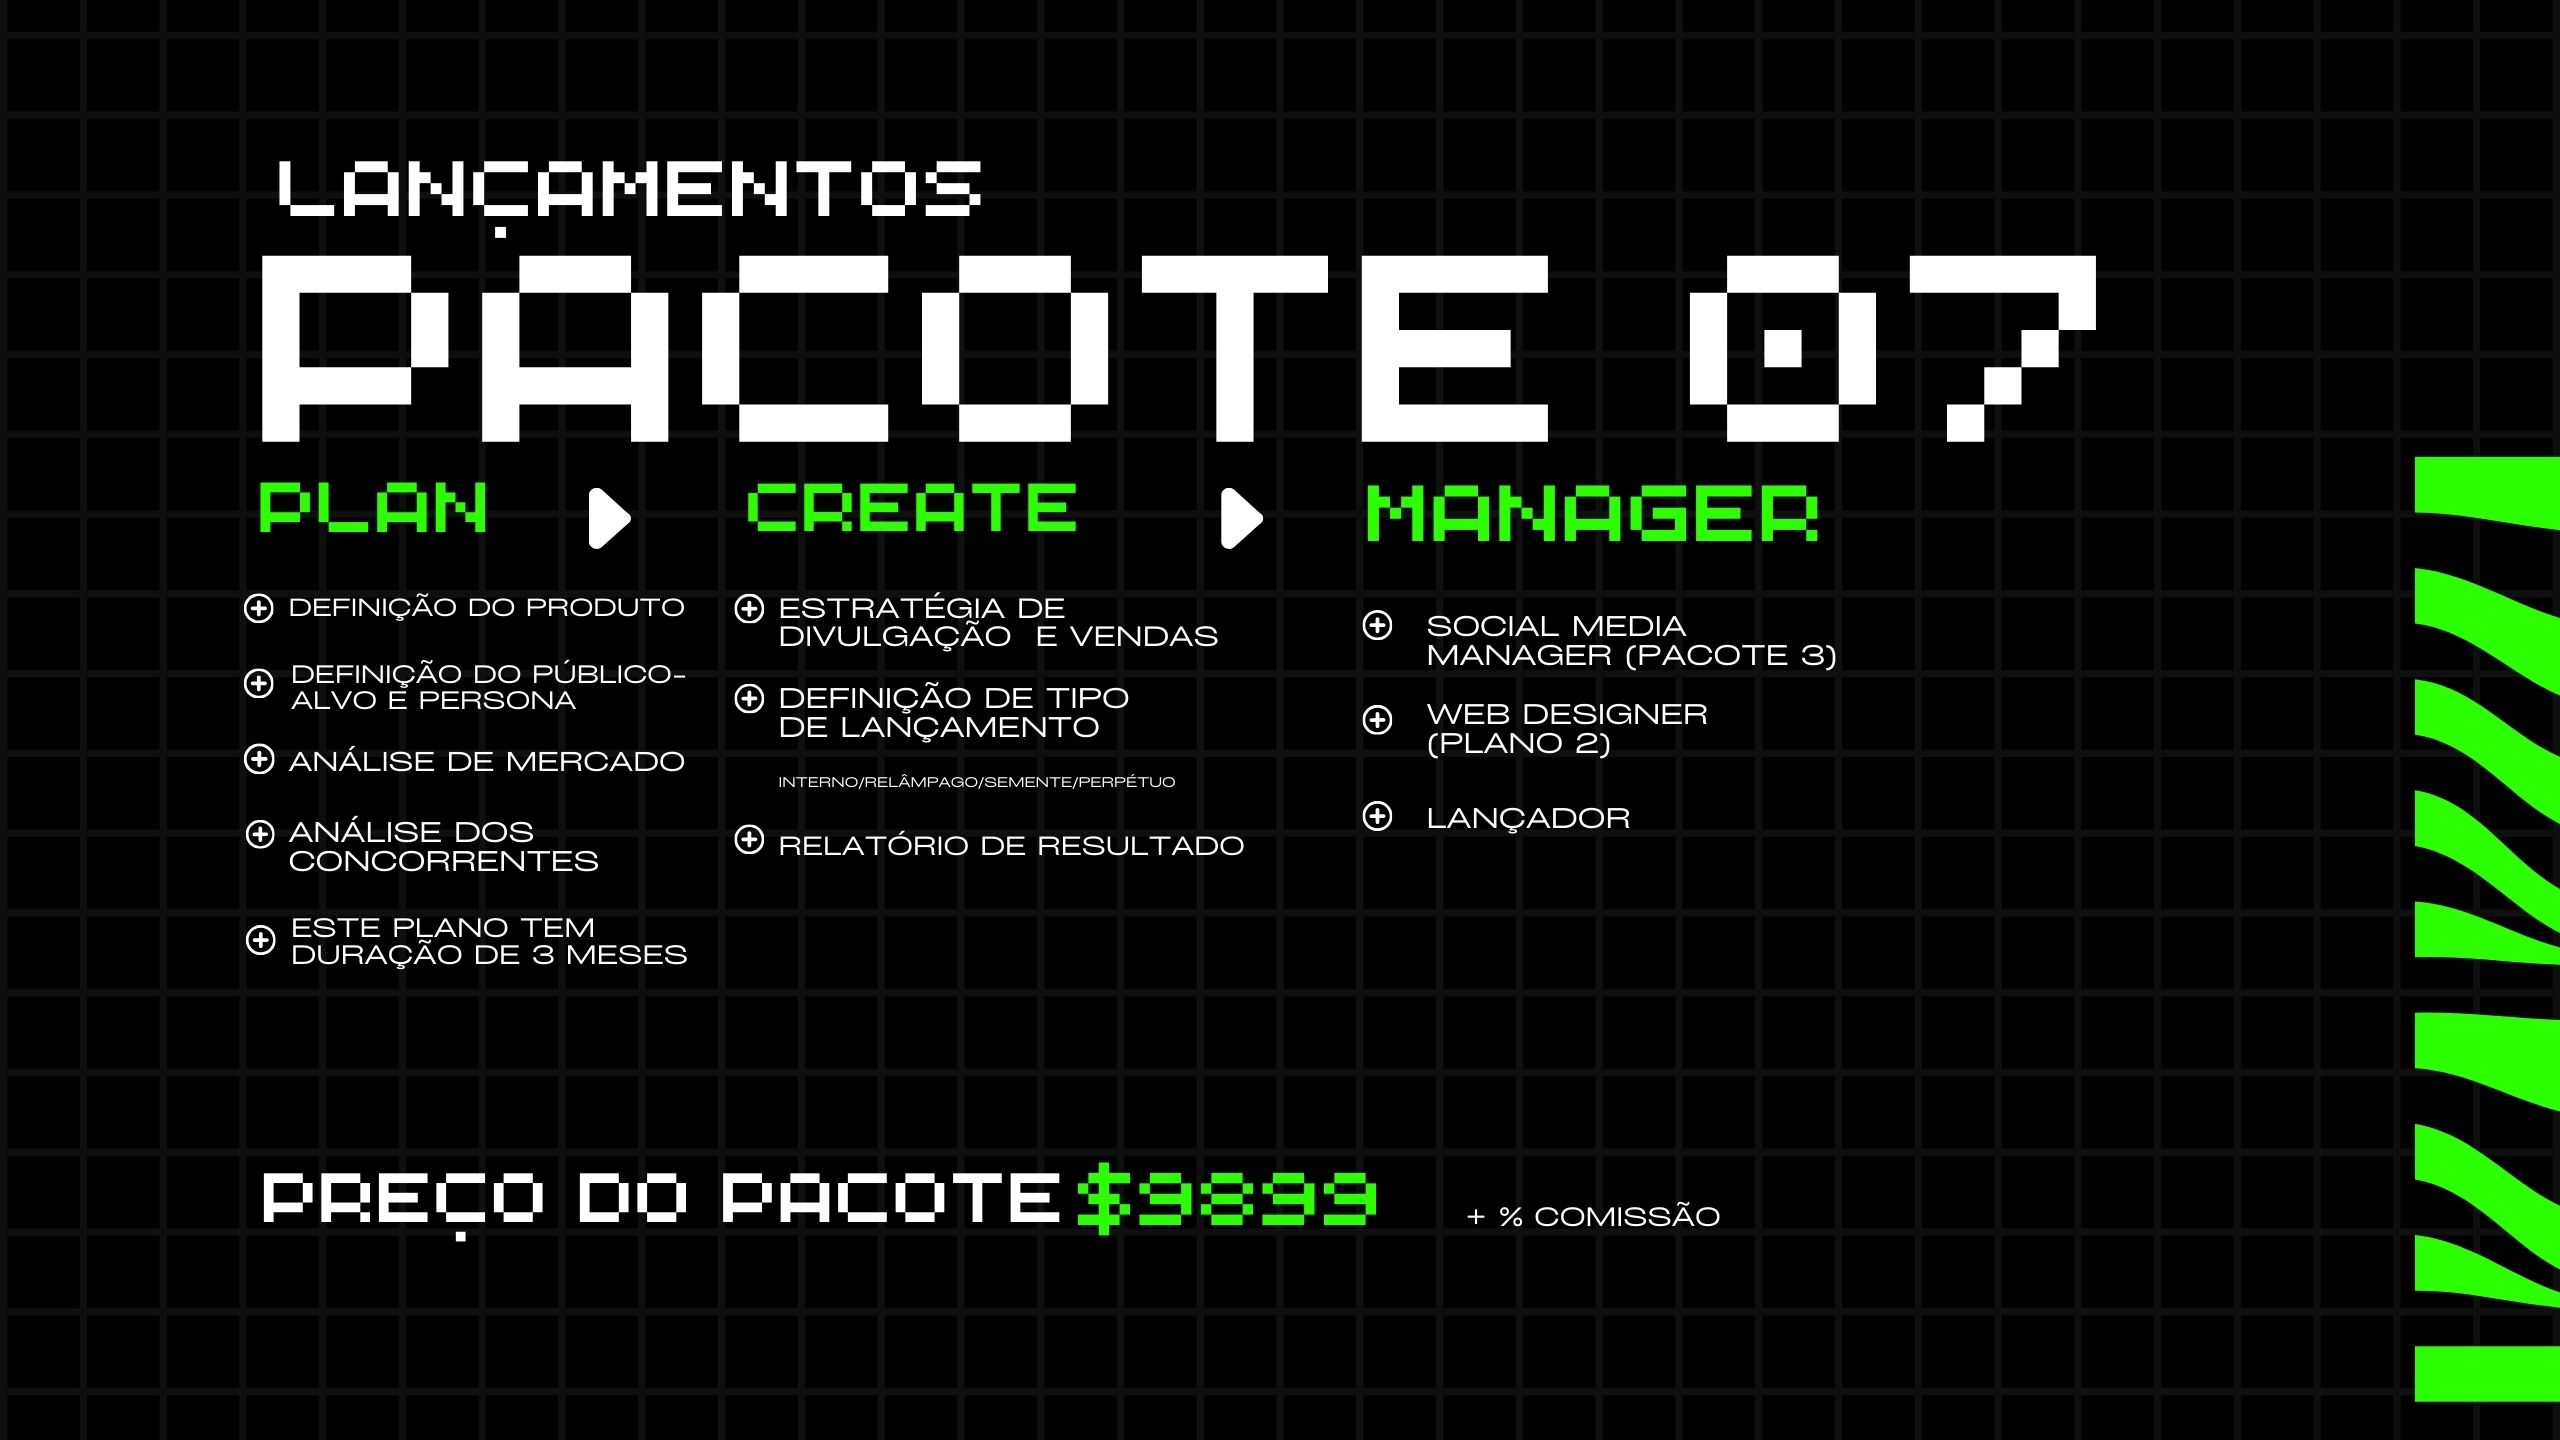 LANÇAMENTOS
PACOTE 07
PLAN
DEFINIÇÃO DO PRODUTO
DEFINIÇÃO DO PÚBLICO-
ALVO E PERSONA
ANÁLISE DE MERCADO
ANÁLISE DOS
CONCORRENTES
ESTE PLANO TEM
DURAÇÃO DE 3 MESES
CREATE
ESTRATÉGIA DE
DIVULGAÇÃO  E VENDAS
DEFINIÇÃO DE TIPO
DE LANÇAMENTO
INTERNO/RELÂMPAGO/SEMENTE/PERPÉTUO
RELATÓRIO DE RESULTADO
MANAGER
SOCIAL MEDIA
MANAGER (PACOTE 3)
WEB DESIGNER
(PLANO 2)
LANÇADOR
PREÇO DO PACOTE $9899
+ % COMISSÃO